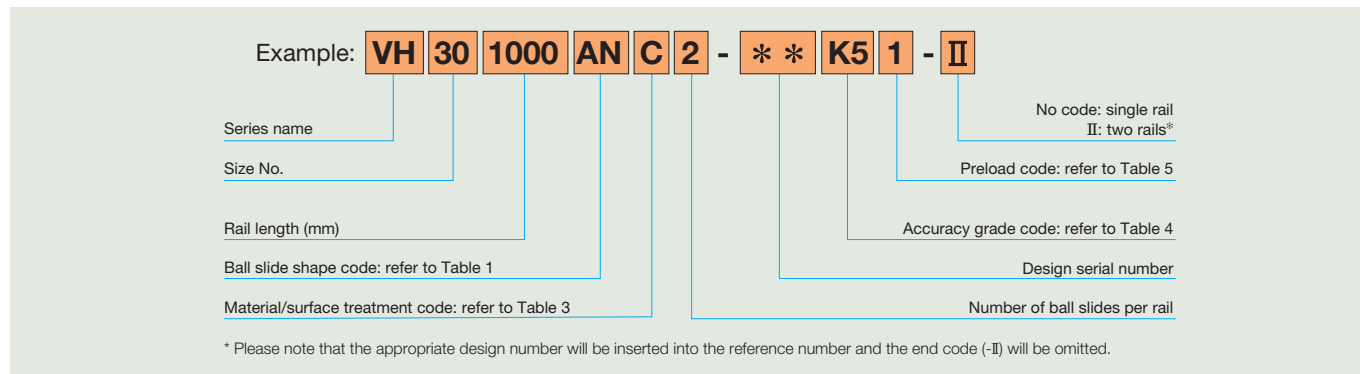 Example: VH 30 1000 AN C 2 - ** K5 1 - Ⅱ
No code: single rail
Series name
Ⅱ: two rails*
Size No.
Preload code: refer to Table 5
Rail length (mm)
Accuracy grade code: refer to Table 4
Ball slide shape code: refer to Table 1
Design serial number
Material/surface treatment code: refer to Table 3
Number of ball slides per rail
* Please note that the appropriate design number will be inserted into the reference number and the end code (-Ⅱ) will be omitted.